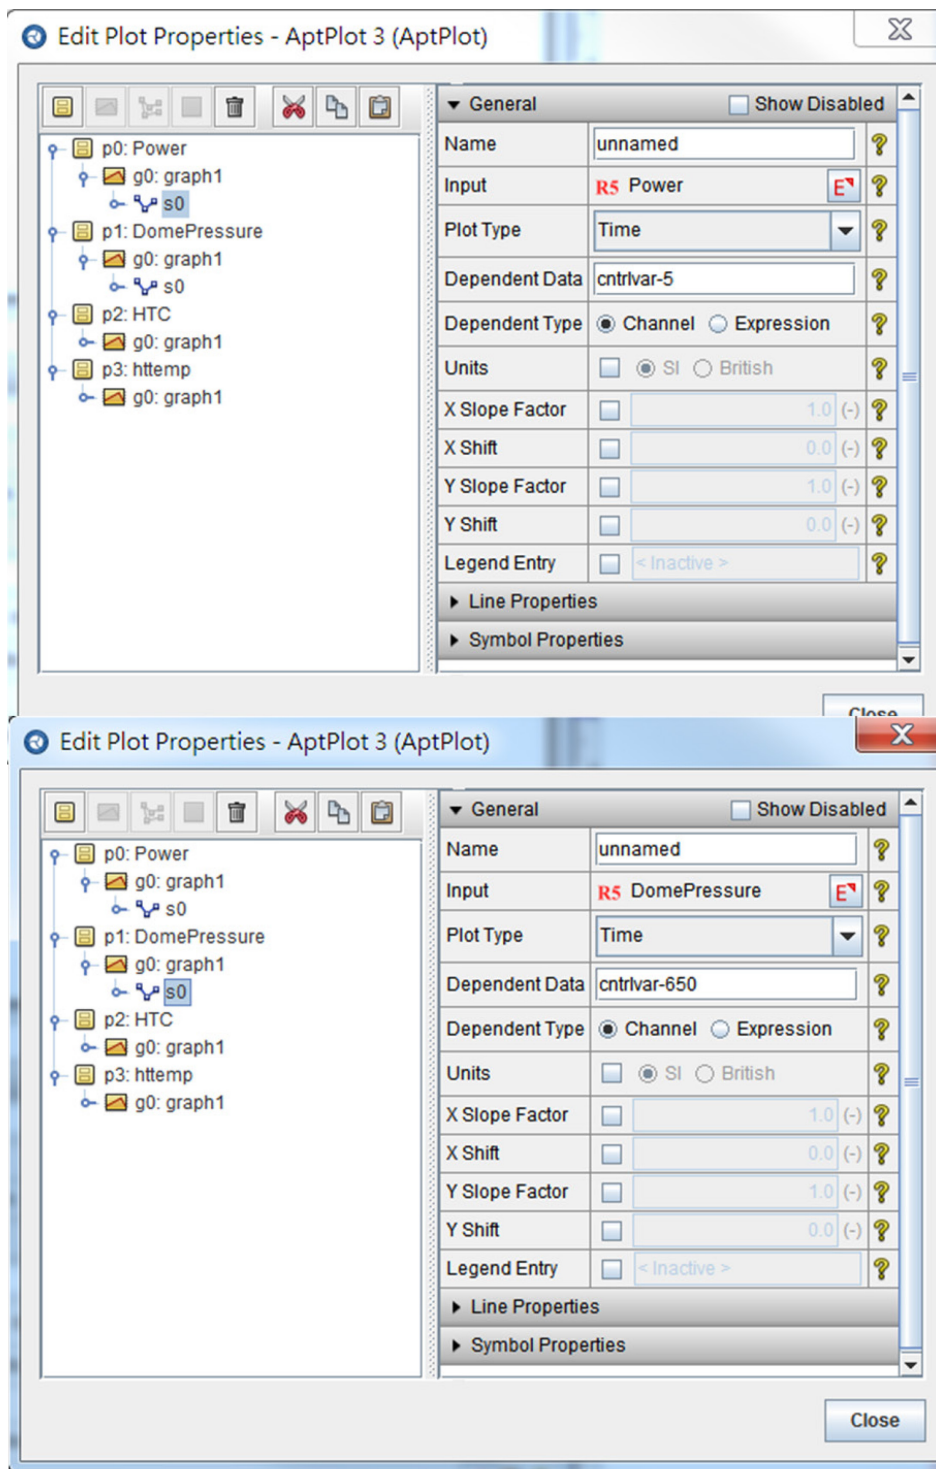 Edit Plot Properties - AptPlot 3 (AptPlot)
p0: Power
g0: graph1
s0
p1: DomePressure
g0: graph1
s0
p2: HTC
g0: graph1
p3: httemp
g0: graph1
General Show Disabled
Name unnamed
Input R5 Power E
Plot Type Time
Dependent Data cntrlvar-5
Dependent Type Channel Expression
Units SI British
X Slope Factor 1.0 (-)
X Shift 0.0 (-)
Y Slope Factor 1.0 (-)
Y Shift 0.0 (-)
Legend Entry < Inactive >
Line Properties
Symbol Properties
Close
Edit Plot Properties - AptPlot 3 (AptPlot)
p0: Power
g0: graph1
s0
p1: DomePressure
g0: graph1
s0
p2: HTC
g0: graph1
p3: httemp
g0: graph1
General Show Disabled
Name unnamed
Input R5 DomePressure E
Plot Type Time
Dependent Data cntrlvar-650
Dependent Type Channel Expression
Units SI British
X Slope Factor 1.0 (-)
X Shift 0.0 (-)
Y Slope Factor 1.0 (-)
Y Shift 0.0 (-)
Legend Entry < Inactive >
Line Properties
Symbol Properties
Close